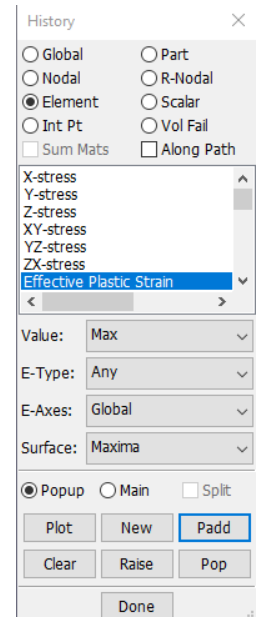 History
Global Part
Nodal R-Nodal
Element Scalar
Int Pt Vol Fail
Sum Mats Along Path
X-stress
Y-stress
Z-stress
XY-stress
YZ-stress
ZX-stress
Effective Plastic Strain
Value: Max
E-Type: Any
E-Axes: Global
Surface: Maxima
Popup Main Split
Plot New Padd
Clear Raise Pop
Done